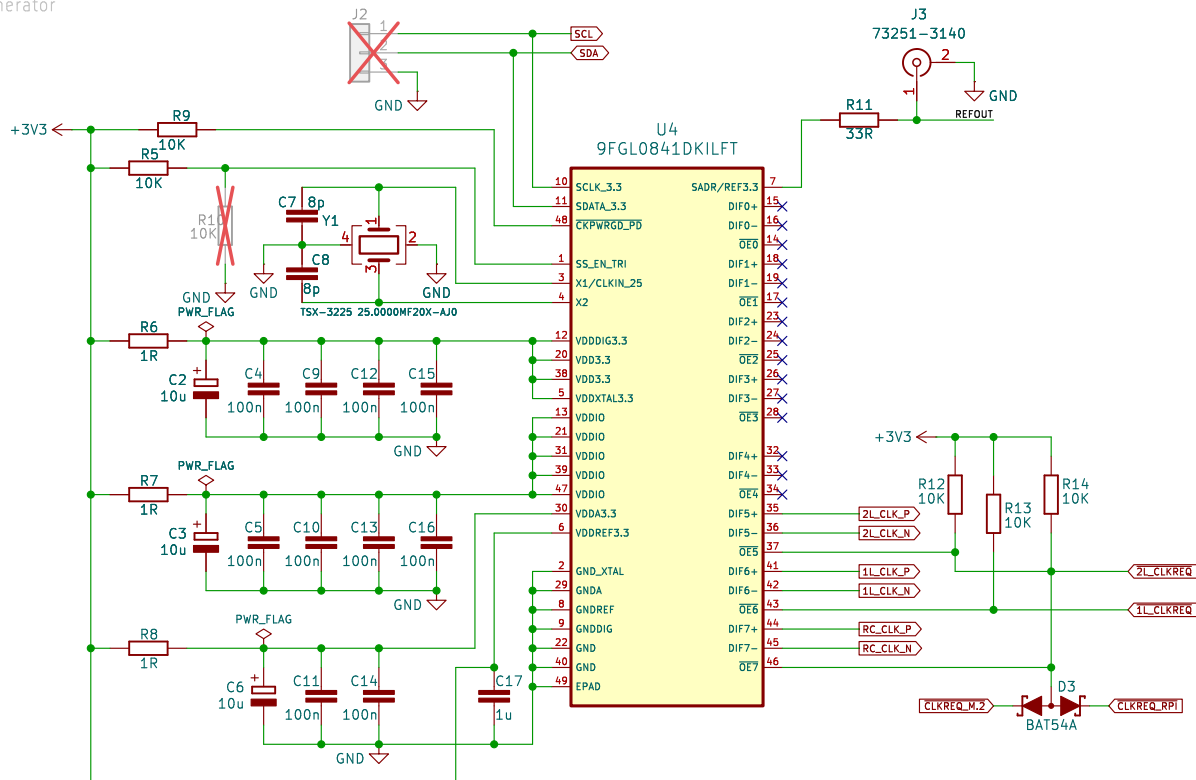 nerator
J2
1
2
3
SCL
SDA
GND
J3
73251-3140
2
1
GND
REFOUT
R11
33R
+3V3
R9
10K
R5
10K
R10
10K
GND
C7
8p
Y1
1
4
2
3
C8
8p
GND
GND
TSX-3225 25.0000MF20X-AJ0
U4
9FGL0841DKILFT
10 SCLK_3.3
11 SDATA_3.3
48 CKPWRGD_PD
1 SS_EN_TRI
3 X1/CLKIN_25
4 X2
12 VDDDIG3.3
20 VDD3.3
38 VDD3.3
5 VDDXTAL3.3
13 VDDIO
21 VDDIO
31 VDDIO
39 VDDIO
47 VDDIO
30 VDDA3.3
6 VDDREF3.3
2 GND_XTAL
29 GNDA
8 GNDREF
9 GNDDIG
22 GND
40 GND
49 EPAD
SADR/REF3.3 7
DIF0+ 15
DIF0- 16
OE0 14
DIF1+ 18
DIF1- 19
OE1 17
DIF2+ 23
DIF2- 24
OE2 25
DIF3+ 26
DIF3- 27
OE3 28
DIF4+ 32
DIF4- 33
OE4 34
DIF5+ 35
DIF5- 36
OE5 37
DIF6+ 41
DIF6- 42
OE6 43
DIF7+ 44
DIF7- 45
OE7 46
PWR_FLAG
R6
1R
C2
10u
C4
100n
C9
100n
C12
100n
C15
100n
GND
PWR_FLAG
R7
1R
C3
10u
C5
100n
C10
100n
C13
100n
C16
100n
GND
PWR_FLAG
R8
1R
C6
10u
C11
100n
C14
100n
C17
1u
GND
+3V3
R12
10K
R13
10K
R14
10K
2L_CLK_P
2L_CLK_N
1L_CLK_P
1L_CLK_N
RC_CLK_P
RC_CLK_N
2L_CLKREQ
1L_CLKREQ
CLKREQ_M.2
D3
BAT54A
CLKREQ_RPI